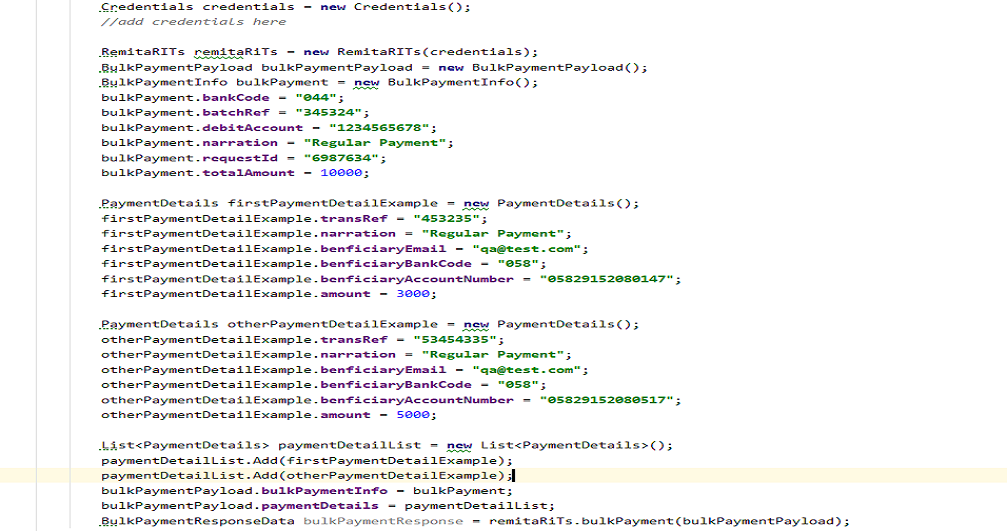 Credentials credentials = new Credentials();
//add credentials here
RemitaRITs remitaRiTs = new RemitaRITs(credentials);
BulkPaymentPayload bulkPaymentPayload = new BulkPaymentPayload();
BulkPaymentInfo bulkPayment = new BulkPaymentInfo();
bulkPayment.bankCode = "044";
bulkPayment.batchRef = "345324";
bulkPayment.debitAccount = "1234565678";
bulkPayment.narration = "Regular Payment";
bulkPayment.requestId = "6987634";
bulkPayment.totalAmount = 10000;
PaymentDetails firstPaymentDetailExample = new PaymentDetails();
firstPaymentDetailExample.transRef = "453235";
firstPaymentDetailExample.narration = "Regular Payment";
firstPaymentDetailExample.benficiaryEmail = "qa@test.com";
firstPaymentDetailExample.benficiaryBankCode = "058";
firstPaymentDetailExample.benficiaryAccountNumber = "05829152080147";
firstPaymentDetailExample.amount = 3000;
PaymentDetails otherPaymentDetailExample = new PaymentDetails();
otherPaymentDetailExample.transRef = "53454335";
otherPaymentDetailExample.narration = "Regular Payment";
otherPaymentDetailExample.benficiaryEmail = "qa@test.com";
otherPaymentDetailExample.benficiaryBankCode = "058";
otherPaymentDetailExample.benficiaryAccountNumber = "05829152080517";
otherPaymentDetailExample.amount = 5000;
List<PaymentDetails> paymentDetailList = new List<PaymentDetails>();
paymentDetailList.Add(firstPaymentDetailExample);
paymentDetailList.Add(otherPaymentDetailExample);
bulkPaymentPayload.bulkPaymentInfo = bulkPayment;
bulkPaymentPayload.paymentDetails = paymentDetailList;
BulkPaymentResponseData bulkPaymentResponse = remitaRiTs.bulkPayment(bulkPaymentPayload);